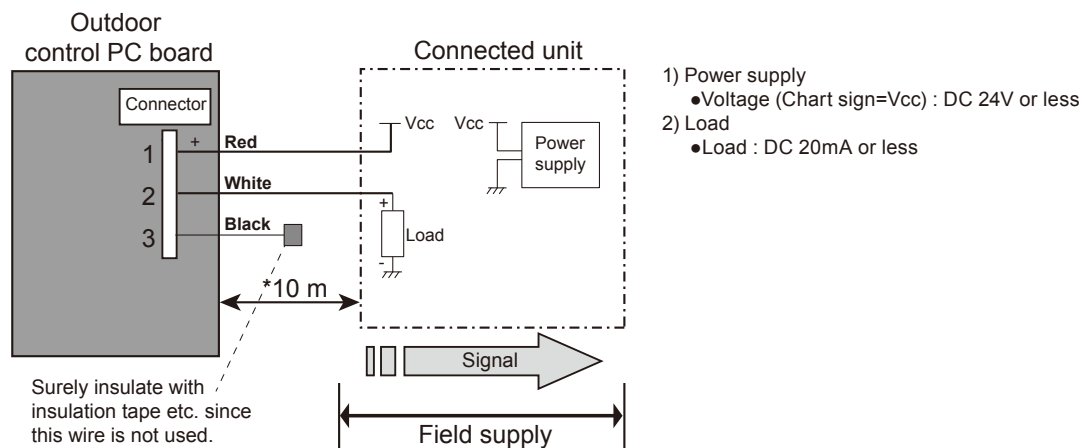 Outdoor
control PC board
Connected unit
Connector
1
+
Red
2
White
3
Black
Vcc
Vcc
Power
supply
+
Load
-
*10 m
Signal
Field supply
Surely insulate with
insulation tape etc. since
this wire is not used.
1) Power supply
●Voltage (Chart sign=Vcc) : DC 24V or less
2) Load
●Load : DC 20mA or less